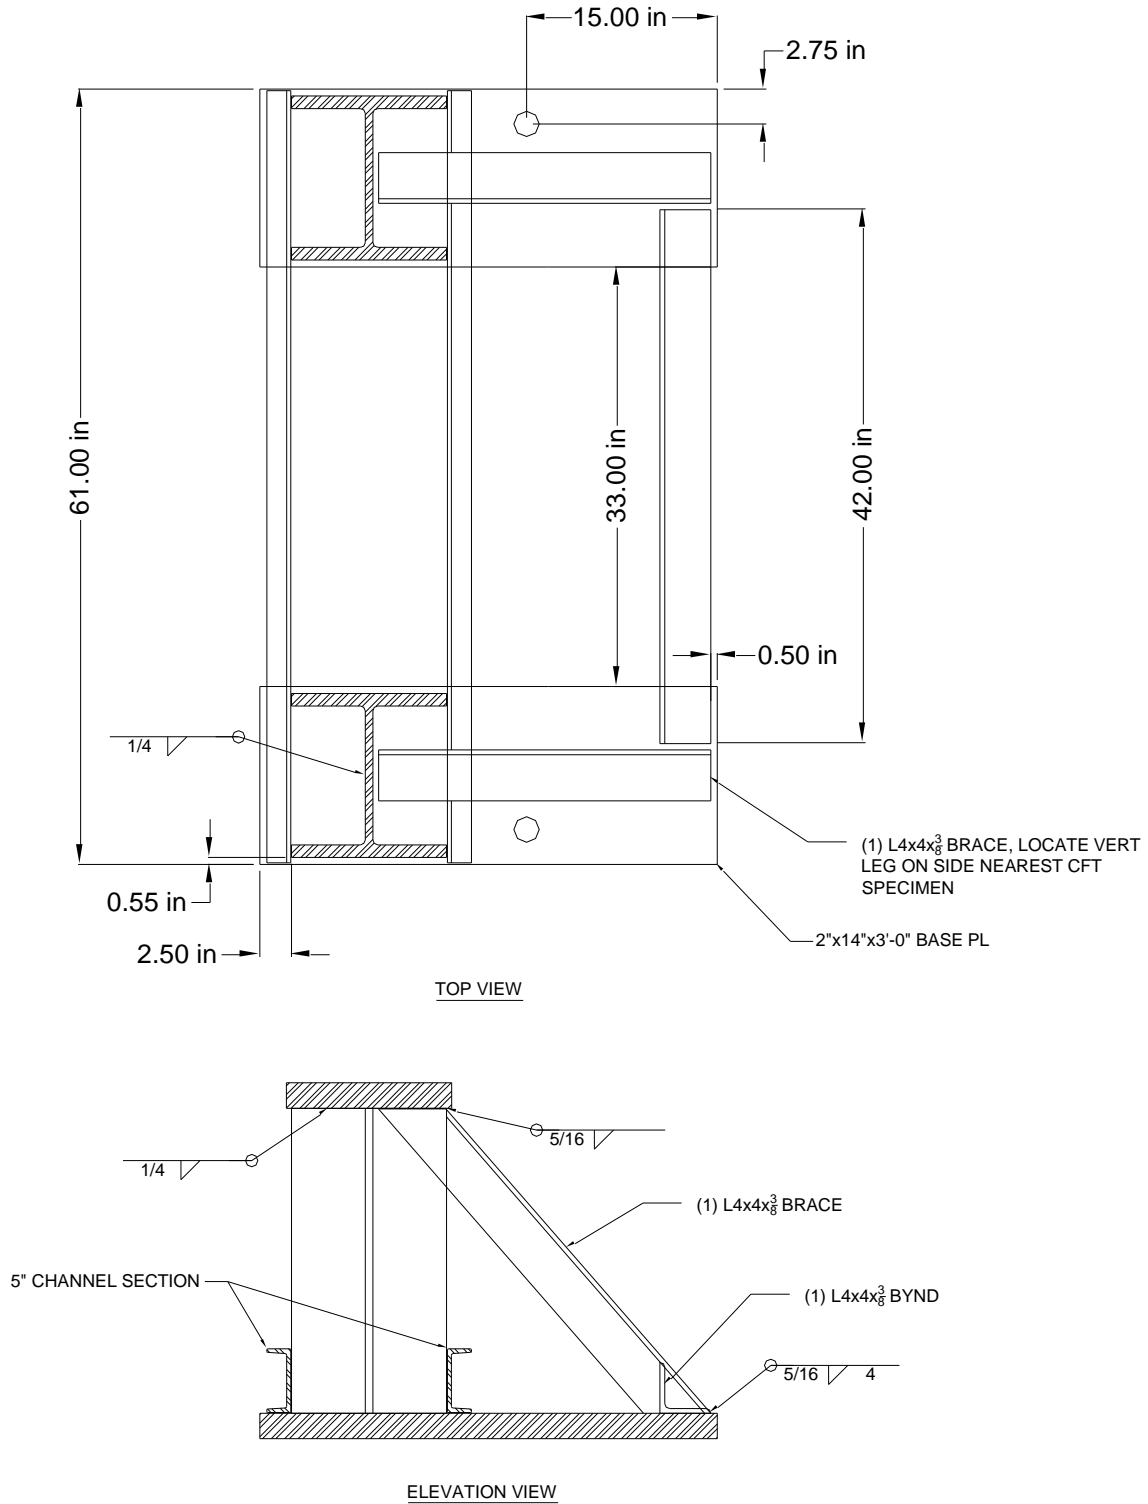 15.00 in
2.75 in
61.00 in
33.00 in
42.00 in
0.50 in
1/4
(1) L4x4x3/8 BRACE, LOCATE VERT
LEG ON SIDE NEAREST CFT
SPECIMEN
0.55 in
2"x14"x3'-0" BASE PL
2.50 in
TOP VIEW
5/16
1/4
(1) L4x4x3/8 BRACE
5" CHANNEL SECTION
(1) L4x4x3/8 BYND
5/16 4
ELEVATION VIEW